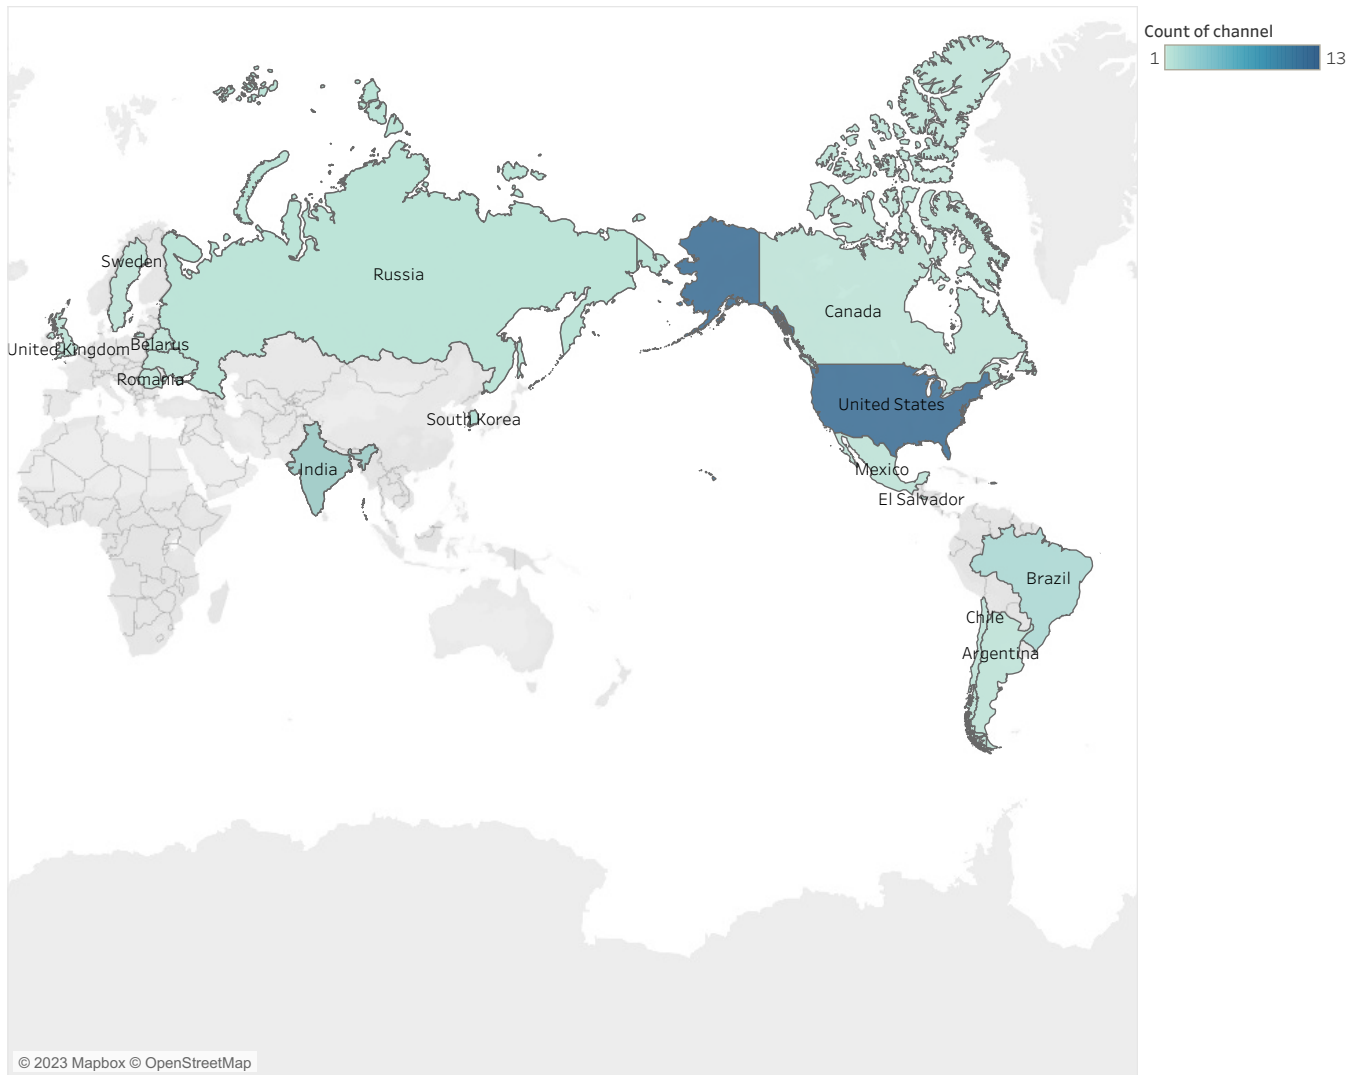 Count of channel
1 13
Sweden
Russia
Canada
United Kingdom
Belarus
Romania
United States
South Korea
India
Mexico
El Salvador
Brazil
Chile
Argentina
© 2023 Mapbox © OpenStreetMap